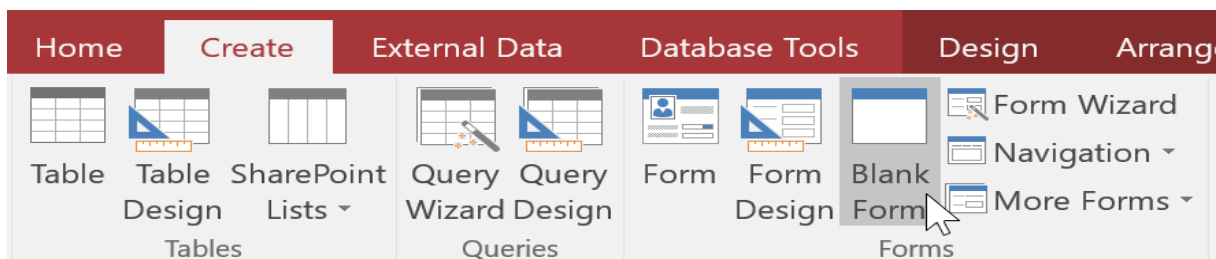 Home Create External Data Database Tools Design Arrang
Table Table Design SharePoint Lists Query Wizard Query Design Form Form Design Blank Form
Form Wizard
Navigation
More Forms
Tables Queries Forms